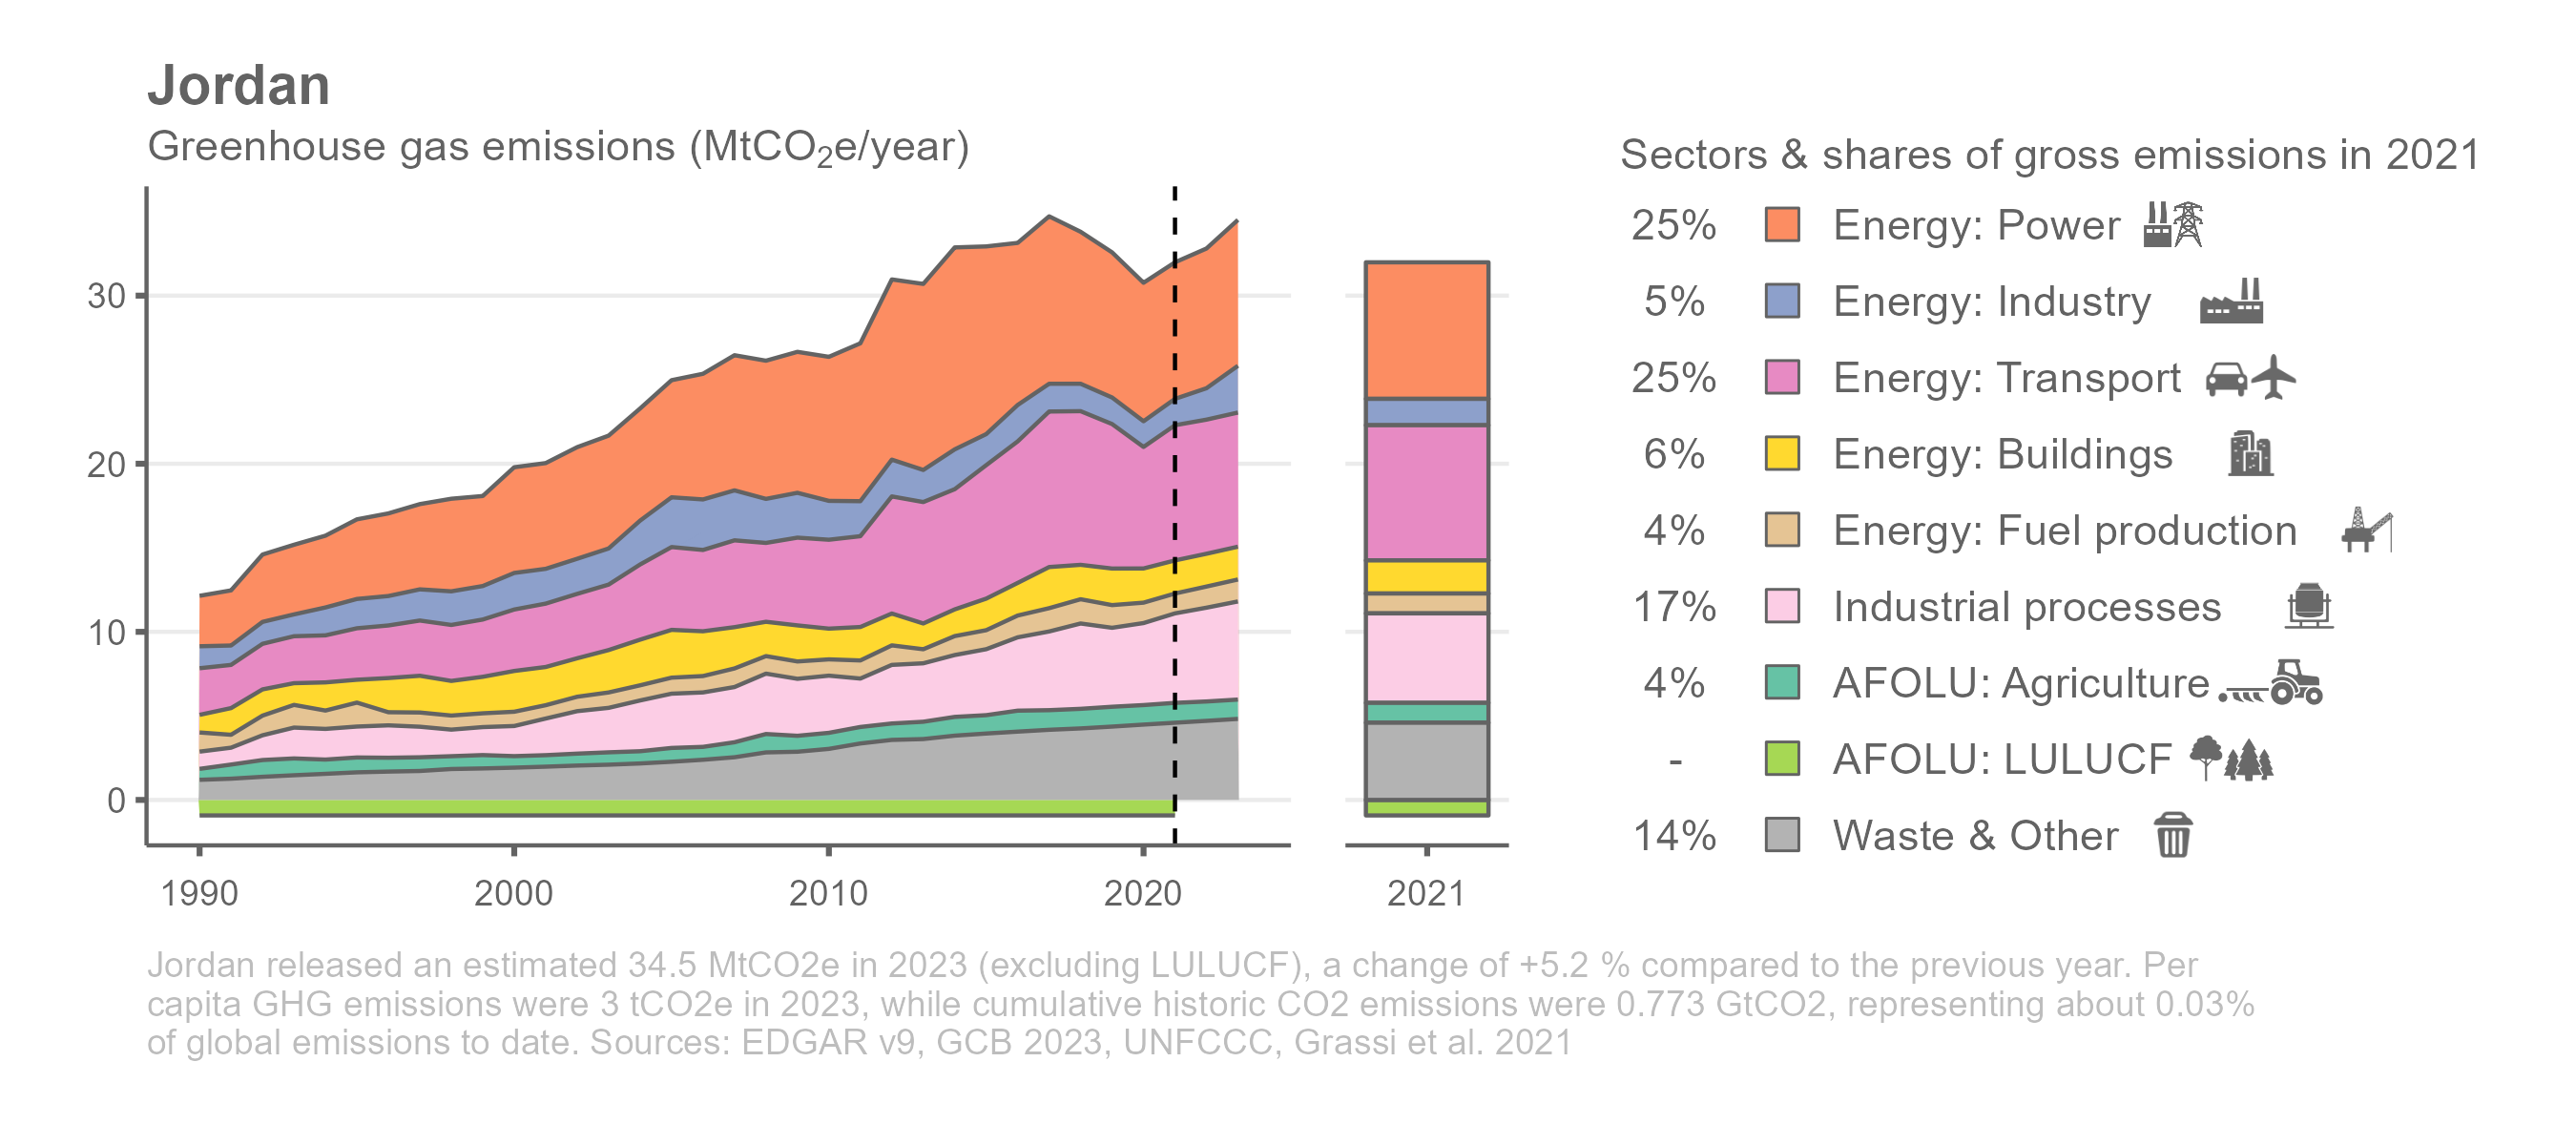 Jordan
Greenhouse gas emissions (MtCO₂e/year)
30
20
10
0
1990
2000
2010
2020
2021
Sectors & shares of gross emissions in 2021
25% Energy: Power
5% Energy: Industry
25% Energy: Transport
6% Energy: Buildings
4% Energy: Fuel production
17% Industrial processes
4% AFOLU: Agriculture
- AFOLU: LULUCF
14% Waste & Other
Jordan released an estimated 34.5 MtCO2e in 2023 (excluding LULUCF), a change of +5.2 % compared to the previous year. Per
capita GHG emissions were 3 tCO2e in 2023, while cumulative historic CO2 emissions were 0.773 GtCO2, representing about 0.03%
of global emissions to date. Sources: EDGAR v9, GCB 2023, UNFCCC, Grassi et al. 2021